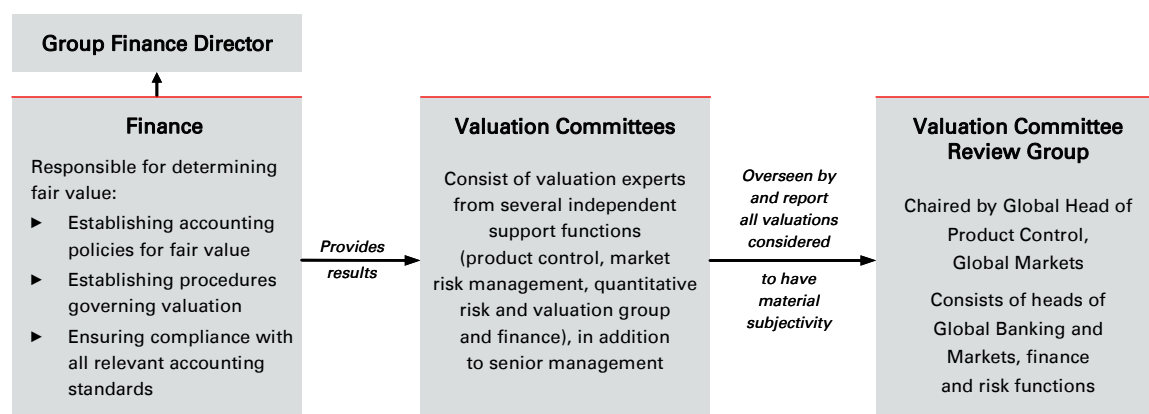 Group Finance Director
Finance
Responsible for determining
fair value:
► Establishing accounting
policies for fair value
► Establishing procedures
governing valuation
► Ensuring compliance with
all relevant accounting
standards
Provides
results
Valuation Committees
Consist of valuation experts
from several independent
support functions
(product control, market
risk management, quantitative
risk and valuation group
and finance), in addition
to senior management
Overseen by
and report
all valuations
considered
to have
material
subjectivity
Valuation Committee
Review Group
Chaired by Global Head of
Product Control,
Global Markets
Consists of heads of
Global Banking and
Markets, finance
and risk functions